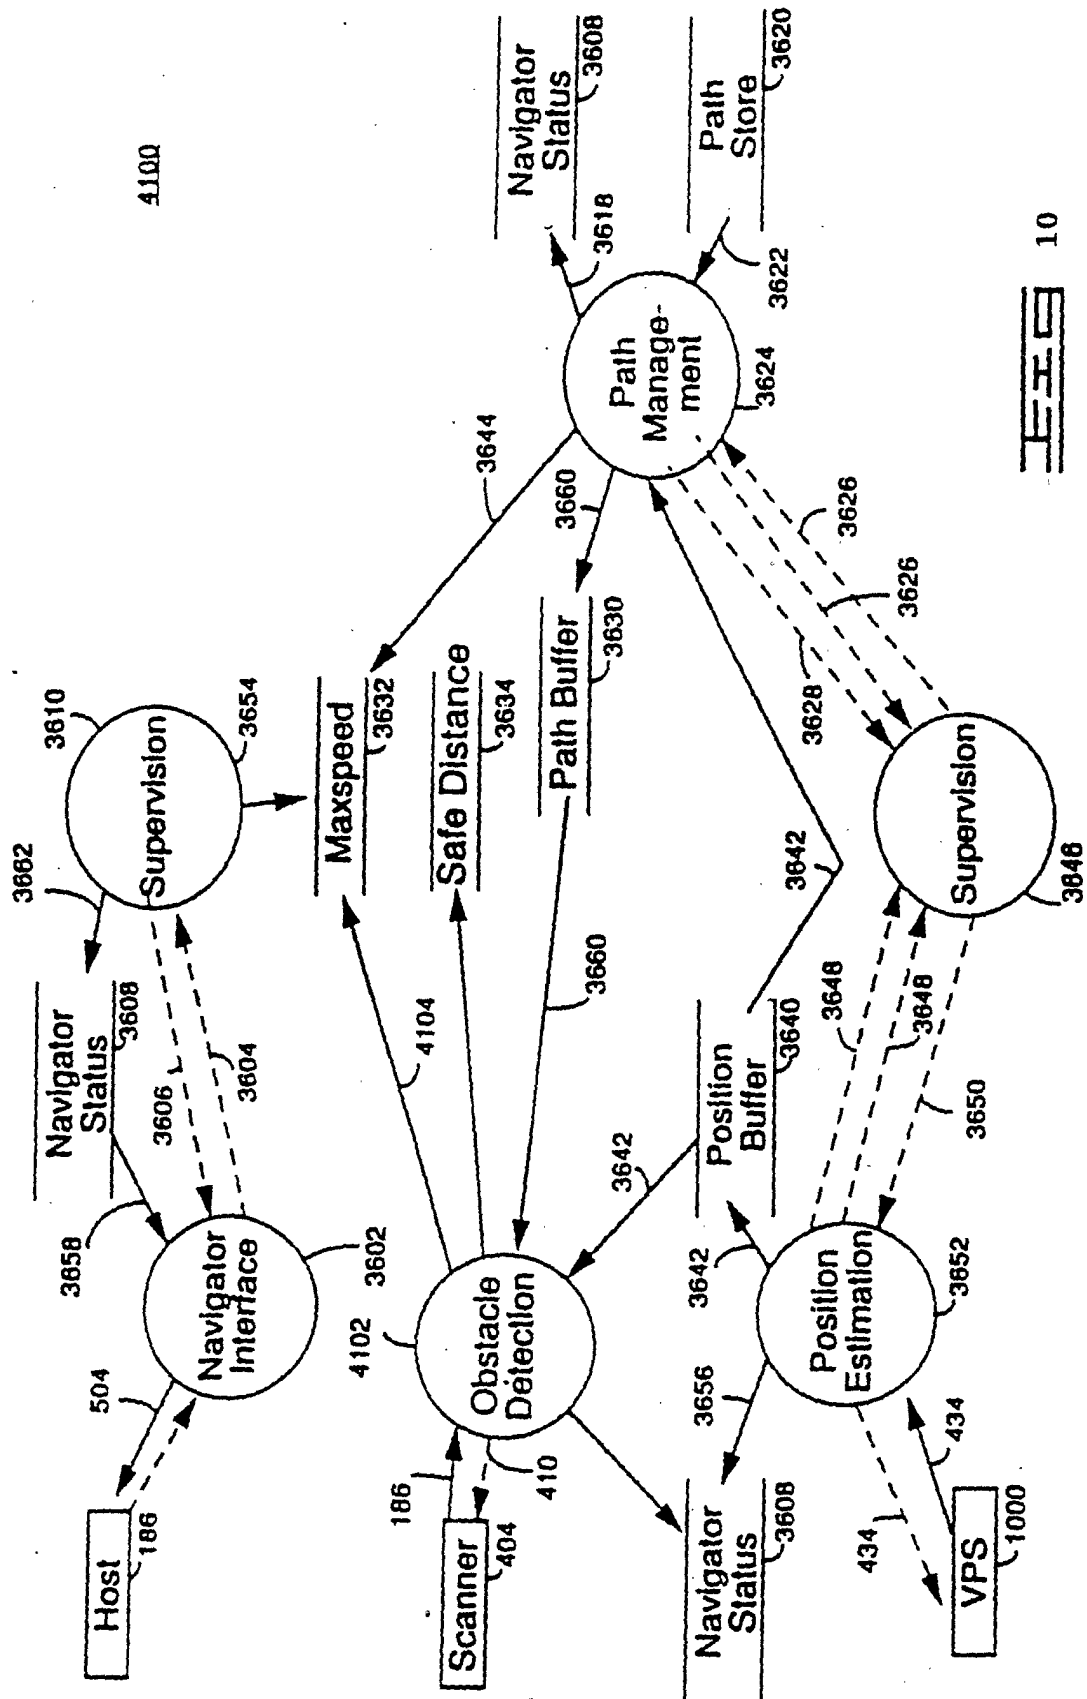 4100
Host
186
504
Navigator
Interface
3602
3658
Navigator
Status
3608
3606
3604
3662
Supervision
3610
3654
Scanner
404
186
410
Obstacle
Détection
4102
4104
Maxspeed
3632
Safe Distance
3634
3644
Path Buffer
3630
3660
3660
Navigator
Status
3608
3618
Path
Store
3620
3622
Path
Manage-
ment
3624
3642
Position
Buffer
3640
3642
3642
3656
Navigator
Status
3608
Position
Estimation
3652
VPS
1000
434
434
3648
3648
3650
Supervision
3646
3628
3626
3626
FIG 10